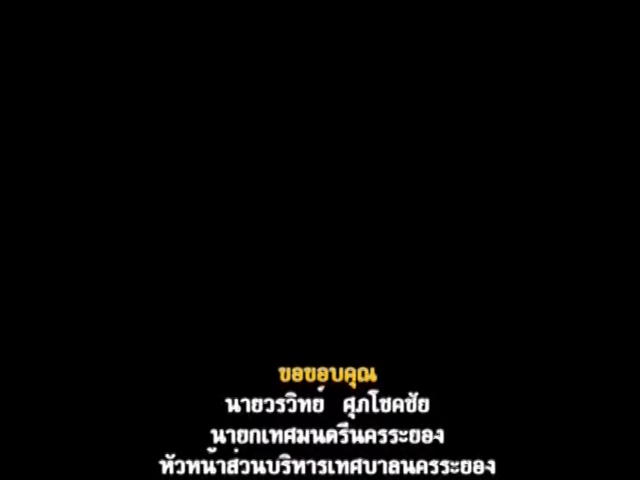 ขอขอบคุณ
นายวรวิทย์ ศุภโชคชัย
นายกเทศมนตรีนครระยอง
หัวหน้าส่วนบริหารเทศบาลนครระยอง